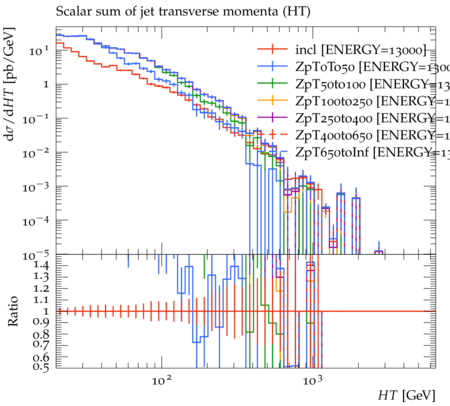 Scalar sum of jet transverse momenta (HT)
dσ/dHT [pb/GeV]
10¹
1
10⁻¹
10⁻²
10⁻³
10⁻⁴
10⁻⁵
incl [ENERGY=13000]
ZpT0To50 [ENERGY=1300
ZpT50to100 [ENERGY=13
ZpT100to250 [ENERGY=1
ZpT250to400 [ENERGY=1
ZpT400to650 [ENERGY=1
ZpT650toInf [ENERGY=13
Ratio
1.4
1.3
1.2
1.1
1
0.9
0.8
0.7
0.6
0.5
10²
10³
HT [GeV]